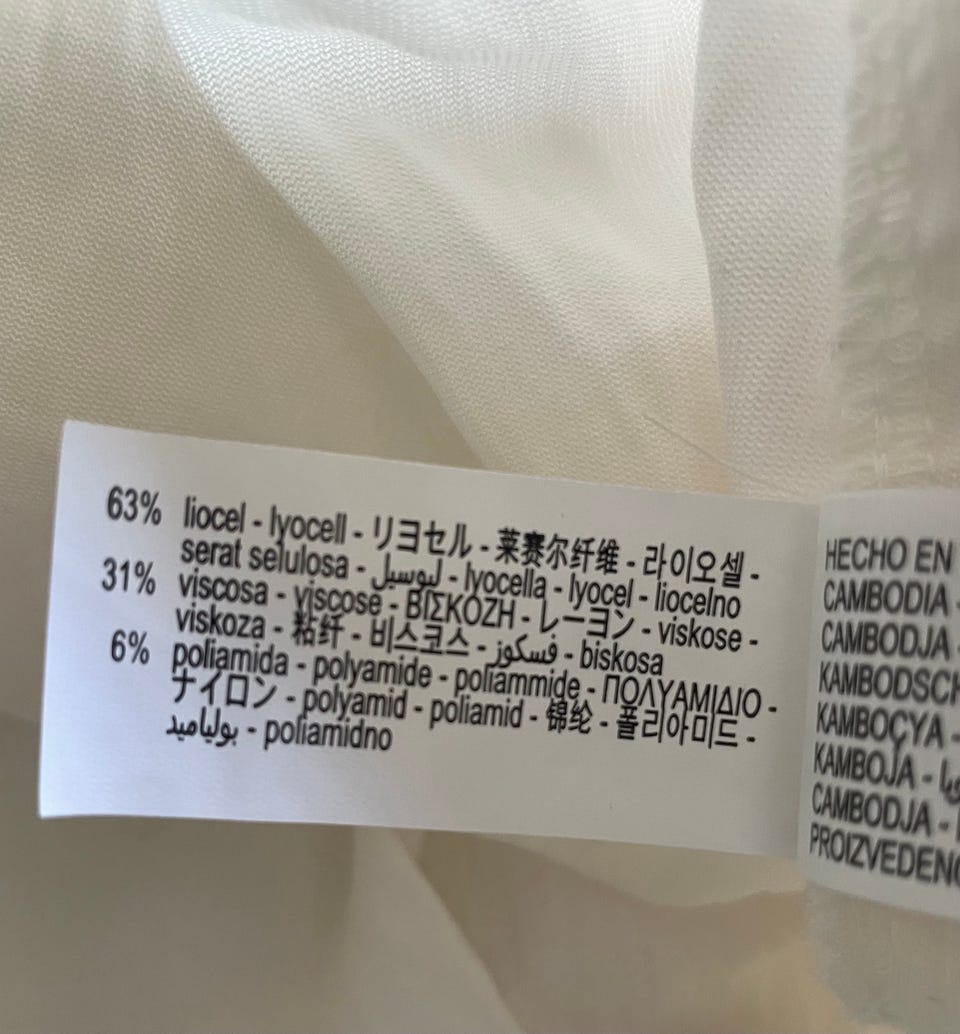 63% liocel - lyocell - リヨセル - 莱赛尔纤维 - 라이오셀 -
serat selulosa - ليوسيل - lyocella - lyocel - liocelno
31% viscosa - viscose - ΒΙΣΚΟΖΗ - レーヨン - viskose -
viskoza - 粘纤 - 비스코스 - فسكوز - biskosa
6% poliamida - polyamide - poliammide - ΠΟΛΥΑΜΙΔΙΟ -
ナイロン - polyamid - poliamid - 锦纶 - 폴리아미드 -
بولياميد - poliamidno
HECHO EN
CAMBODIA -
CAMBODJA -
KAMBODSCH
KAMBOÇYA -
KAMBOJA -
CAMBODJA -
PROIZVEDENO